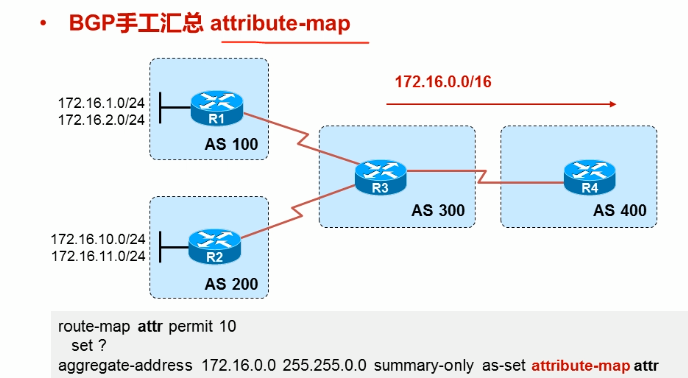 • BGP手工汇总 attribute-map
172.16.0.0/16
172.16.1.0/24
172.16.2.0/24
R1
AS 100
R3
AS 300
R4
AS 400
172.16.10.0/24
172.16.11.0/24
R2
AS 200
route-map attr permit 10
set ?
aggregate-address 172.16.0.0 255.255.0.0 summary-only as-set attribute-map attr